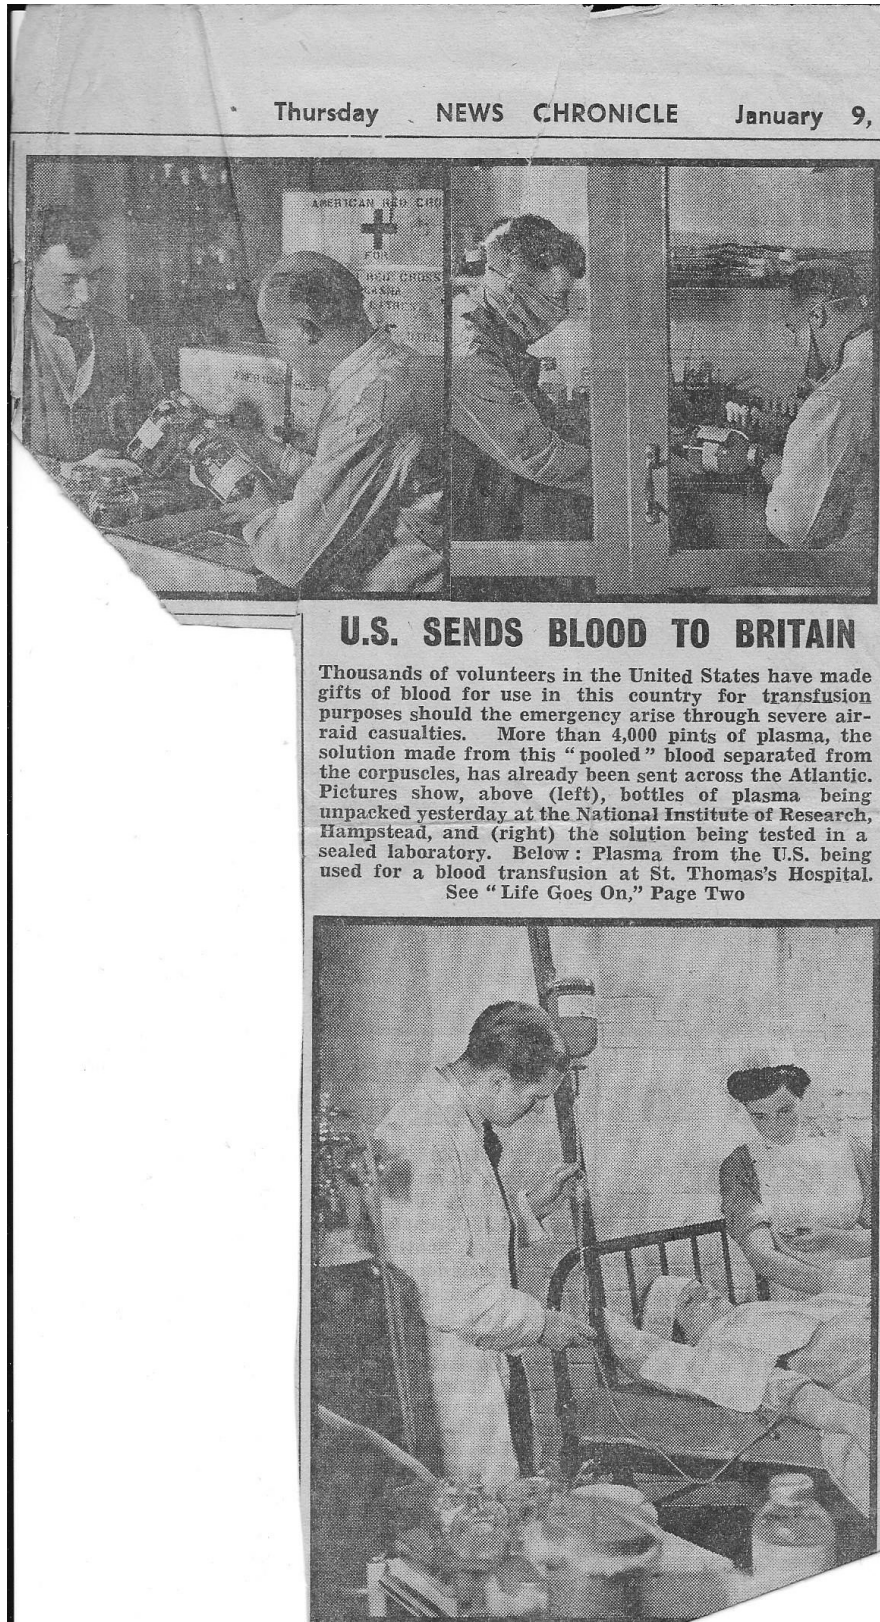 Thursday NEWS CHRONICLE January 9,
AMERICAN RED CRO
FOR
RED CROSS
AMERICAN RE
U.S. SENDS BLOOD TO BRITAIN
Thousands of volunteers in the United States have made
gifts of blood for use in this country for transfusion
purposes should the emergency arise through severe air-
raid casualties. More than 4,000 pints of plasma, the
solution made from this “pooled” blood separated from
the corpuscles, has already been sent across the Atlantic.
Pictures show, above (left), bottles of plasma being
unpacked yesterday at the National Institute of Research,
Hampstead, and (right) the solution being tested in a
sealed laboratory. Below : Plasma from the U.S. being
used for a blood transfusion at St. Thomas's Hospital.
See “Life Goes On,” Page Two